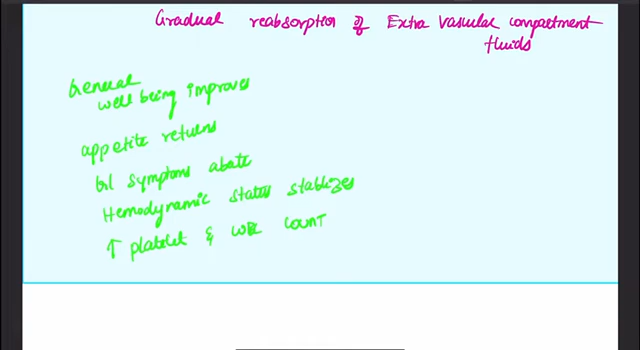 Gradual reabsorption of Extra Vascular compartment
fluids
General
well being improves
appetite returns
GI symptoms abate
Hemodynamic status stablizes
↑ platelet & WBC count